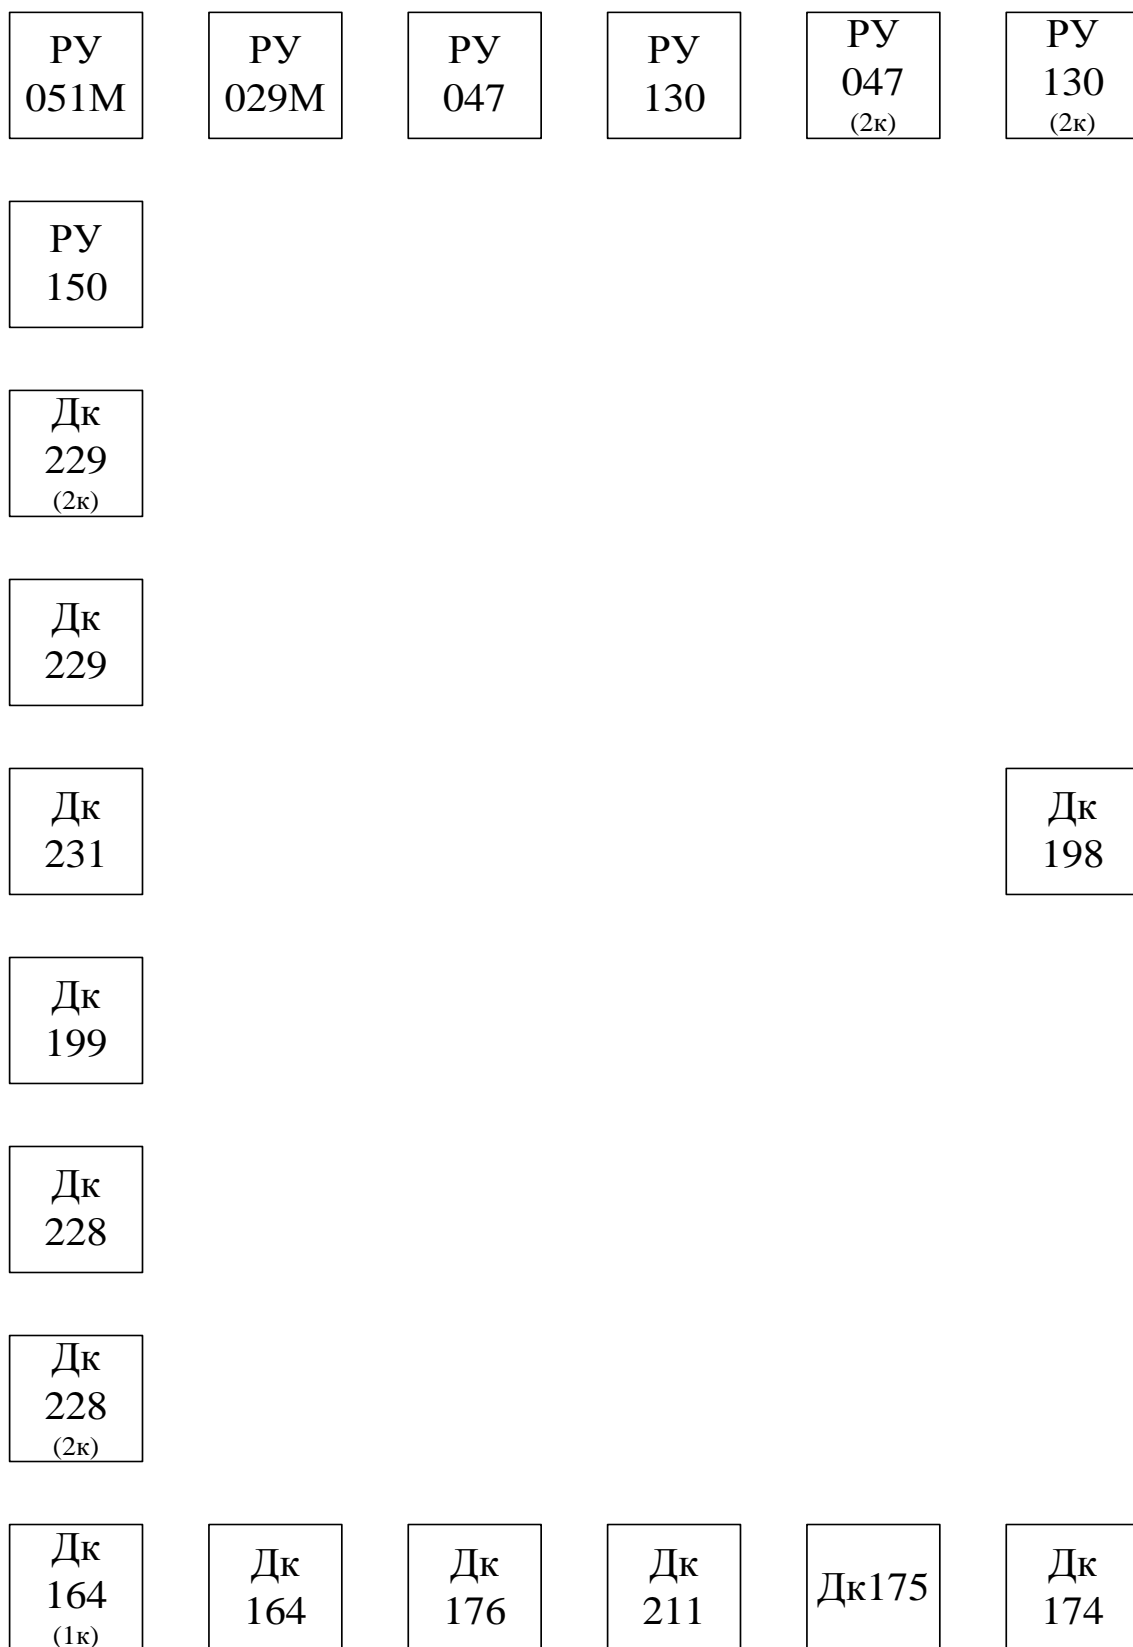 РУ
051М
РУ
029М
РУ
047
РУ
130
РУ
047
(2к)
РУ
130
(2к)
РУ
150
Дк
229
(2к)
Дк
229
Дк
231
Дк
198
Дк
199
Дк
228
Дк
228
(2к)
Дк
164
(1к)
Дк
164
Дк
176
Дк
211
Дк175
Дк
174